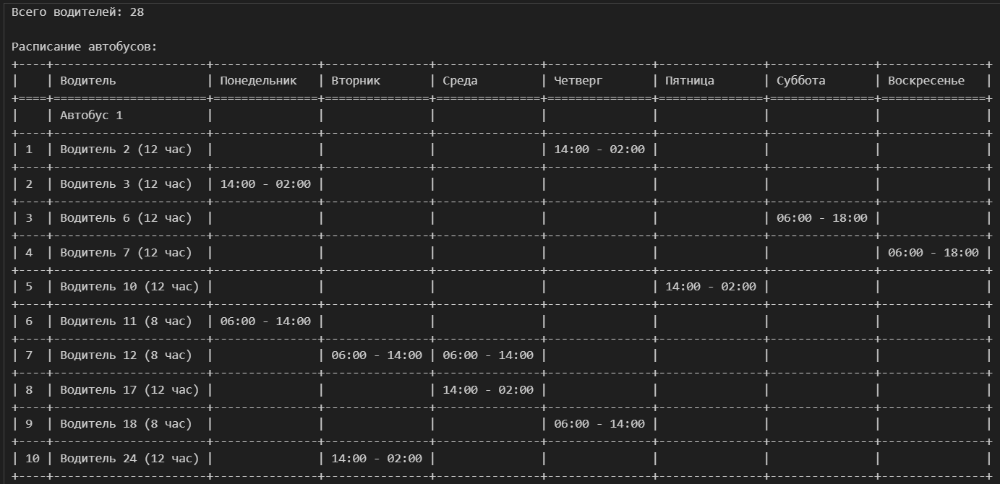 Всего водителей: 28
Расписание автобусов:
Водитель Понедельник Вторник Среда Четверг Пятница Суббота Воскресенье
Автобус 1
1 Водитель 2 (12 час) 14:00 - 02:00
2 Водитель 3 (12 час) 14:00 - 02:00
3 Водитель 6 (12 час) 06:00 - 18:00
4 Водитель 7 (12 час) 06:00 - 18:00
5 Водитель 10 (12 час) 14:00 - 02:00
6 Водитель 11 (8 час) 06:00 - 14:00
7 Водитель 12 (8 час) 06:00 - 14:00 06:00 - 14:00
8 Водитель 17 (12 час) 14:00 - 02:00
9 Водитель 18 (8 час) 06:00 - 14:00
10 Водитель 24 (12 час) 14:00 - 02:00